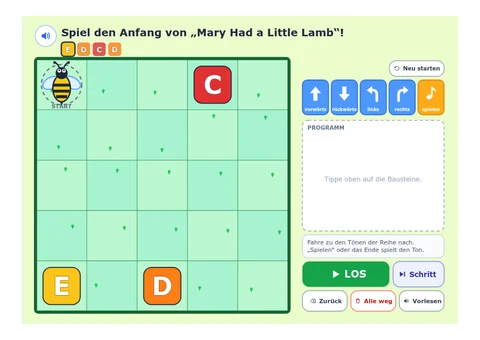 Spiel den Anfang von „Mary Had a Little Lamb“!
E D C D
Neu starten
START
C
vorwärts rückwärts links rechts spielen
PROGRAMM
Tippe oben auf die Bausteine.
Fahre zu den Tönen der Reihe nach.
„Spielen“ oder das Ende spielt den Ton.
E D
LOS Schritt
Zurück Alle weg Vorlesen